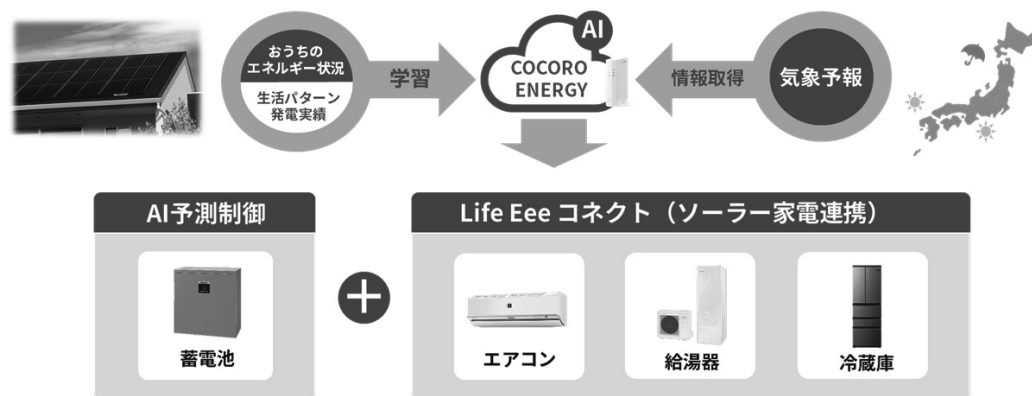 おうちの
エネルギー状況
生活パターン
発電実績
学習
AI
COCORO
ENERGY
情報取得
気象予報
AI予測制御
蓄電池
Life Eee コネクト（ソーラー家電連携）
エアコン
給湯器
冷蔵庫